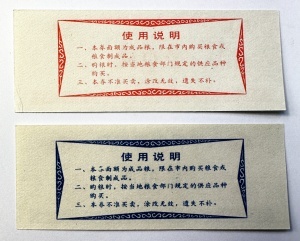 使用说明
一、本券面额为成品粮，限在市内购买粮食或
粮食制成品。
二、购粮时，按当地粮食部门规定的供应品种
购买。
三、本券不准买卖，涂改无效，遗失不补。
使用说明
一、本券面额为成品粮，限在市内购买粮食或
粮食制成品。
二、购粮时，按当地粮食部门规定的供应品种
购买。
三、本券不准买卖，涂改无效，遗失不补。